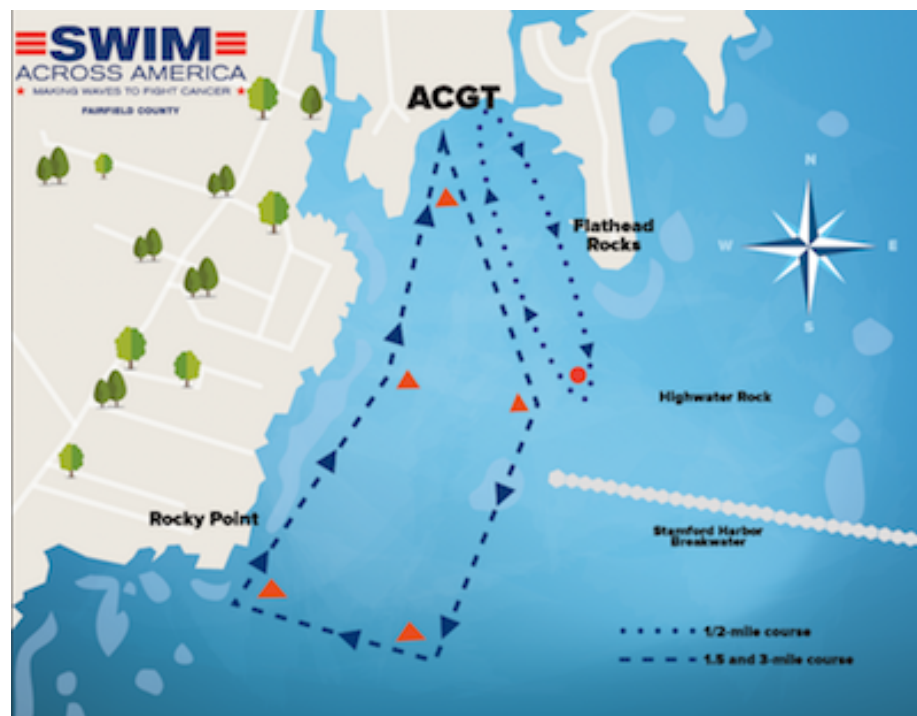 SWIM
ACROSS AMERICA
MAKING WAVES TO FIGHT CANCER
FAIRFIELD COUNTY
ACGT
Flathead
Rocks
N
W
E
S
Highwater Rock
Rocky Point
Stamford Harbor
Breakwater
1/2-mile course
1.5 and 3-mile course